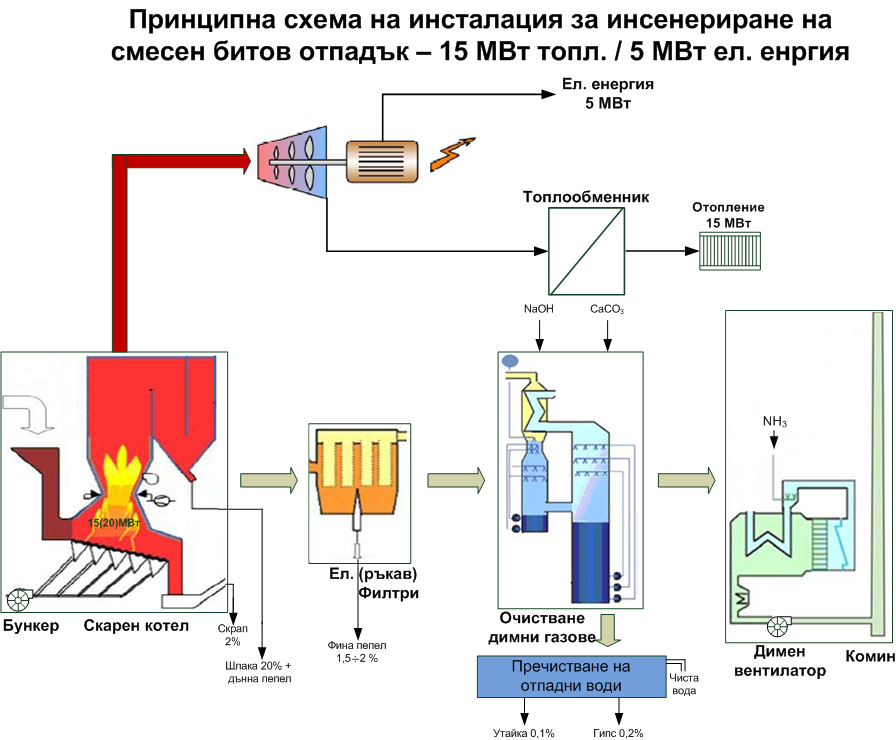 Принципна схема на инсталация за инсенериране на
смесен битов отпадък – 15 МВт топл. / 5 МВт ел. енргия
Ел. енергия
5 МВт
Топлообменник
Отопление
15 МВт
NaOH
CaCO₃
NH₃
15(20)МВт
Ел. (ръкав)
Филтри
Бункер
Скарен котел
Скрап
2%
Шлака 20% +
дънна пепел
Фина пепел
1,5÷2 %
Очистване
димни газове
Пречистване на
отпадни води
Чиста
вода
Утайка 0,1%
Гипс 0,2%
M
Димен
вентилатор
Комин